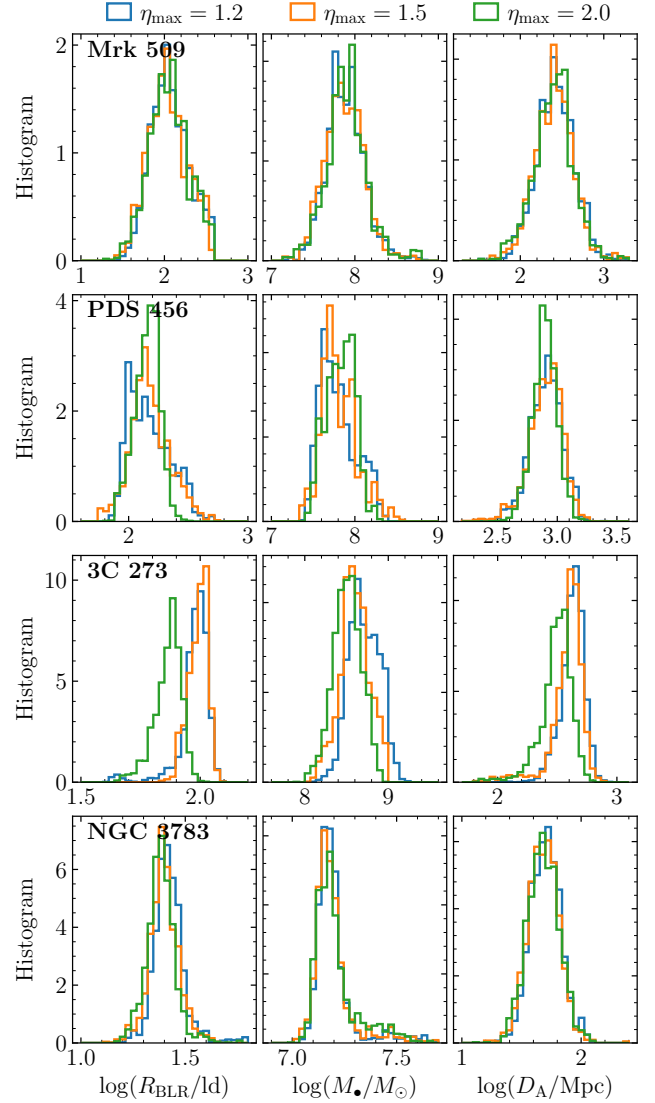 η_max = 1.2 η_max = 1.5 η_max = 2.0
Mrk 509
Histogram
2
1
0
1 2 3
7 8 9
2 3
PDS 456
Histogram
4
2
0
2 3
7 8 9
2.5 3.0 3.5
3C 273
Histogram
10
5
0
1.5 2.0
8 9
2 3
NGC 3783
Histogram
6
4
2
0
1.0 1.5
7.0 7.5
1 2
log(R_BLR/ld) log(M_•/M_⊙) log(D_A/Mpc)